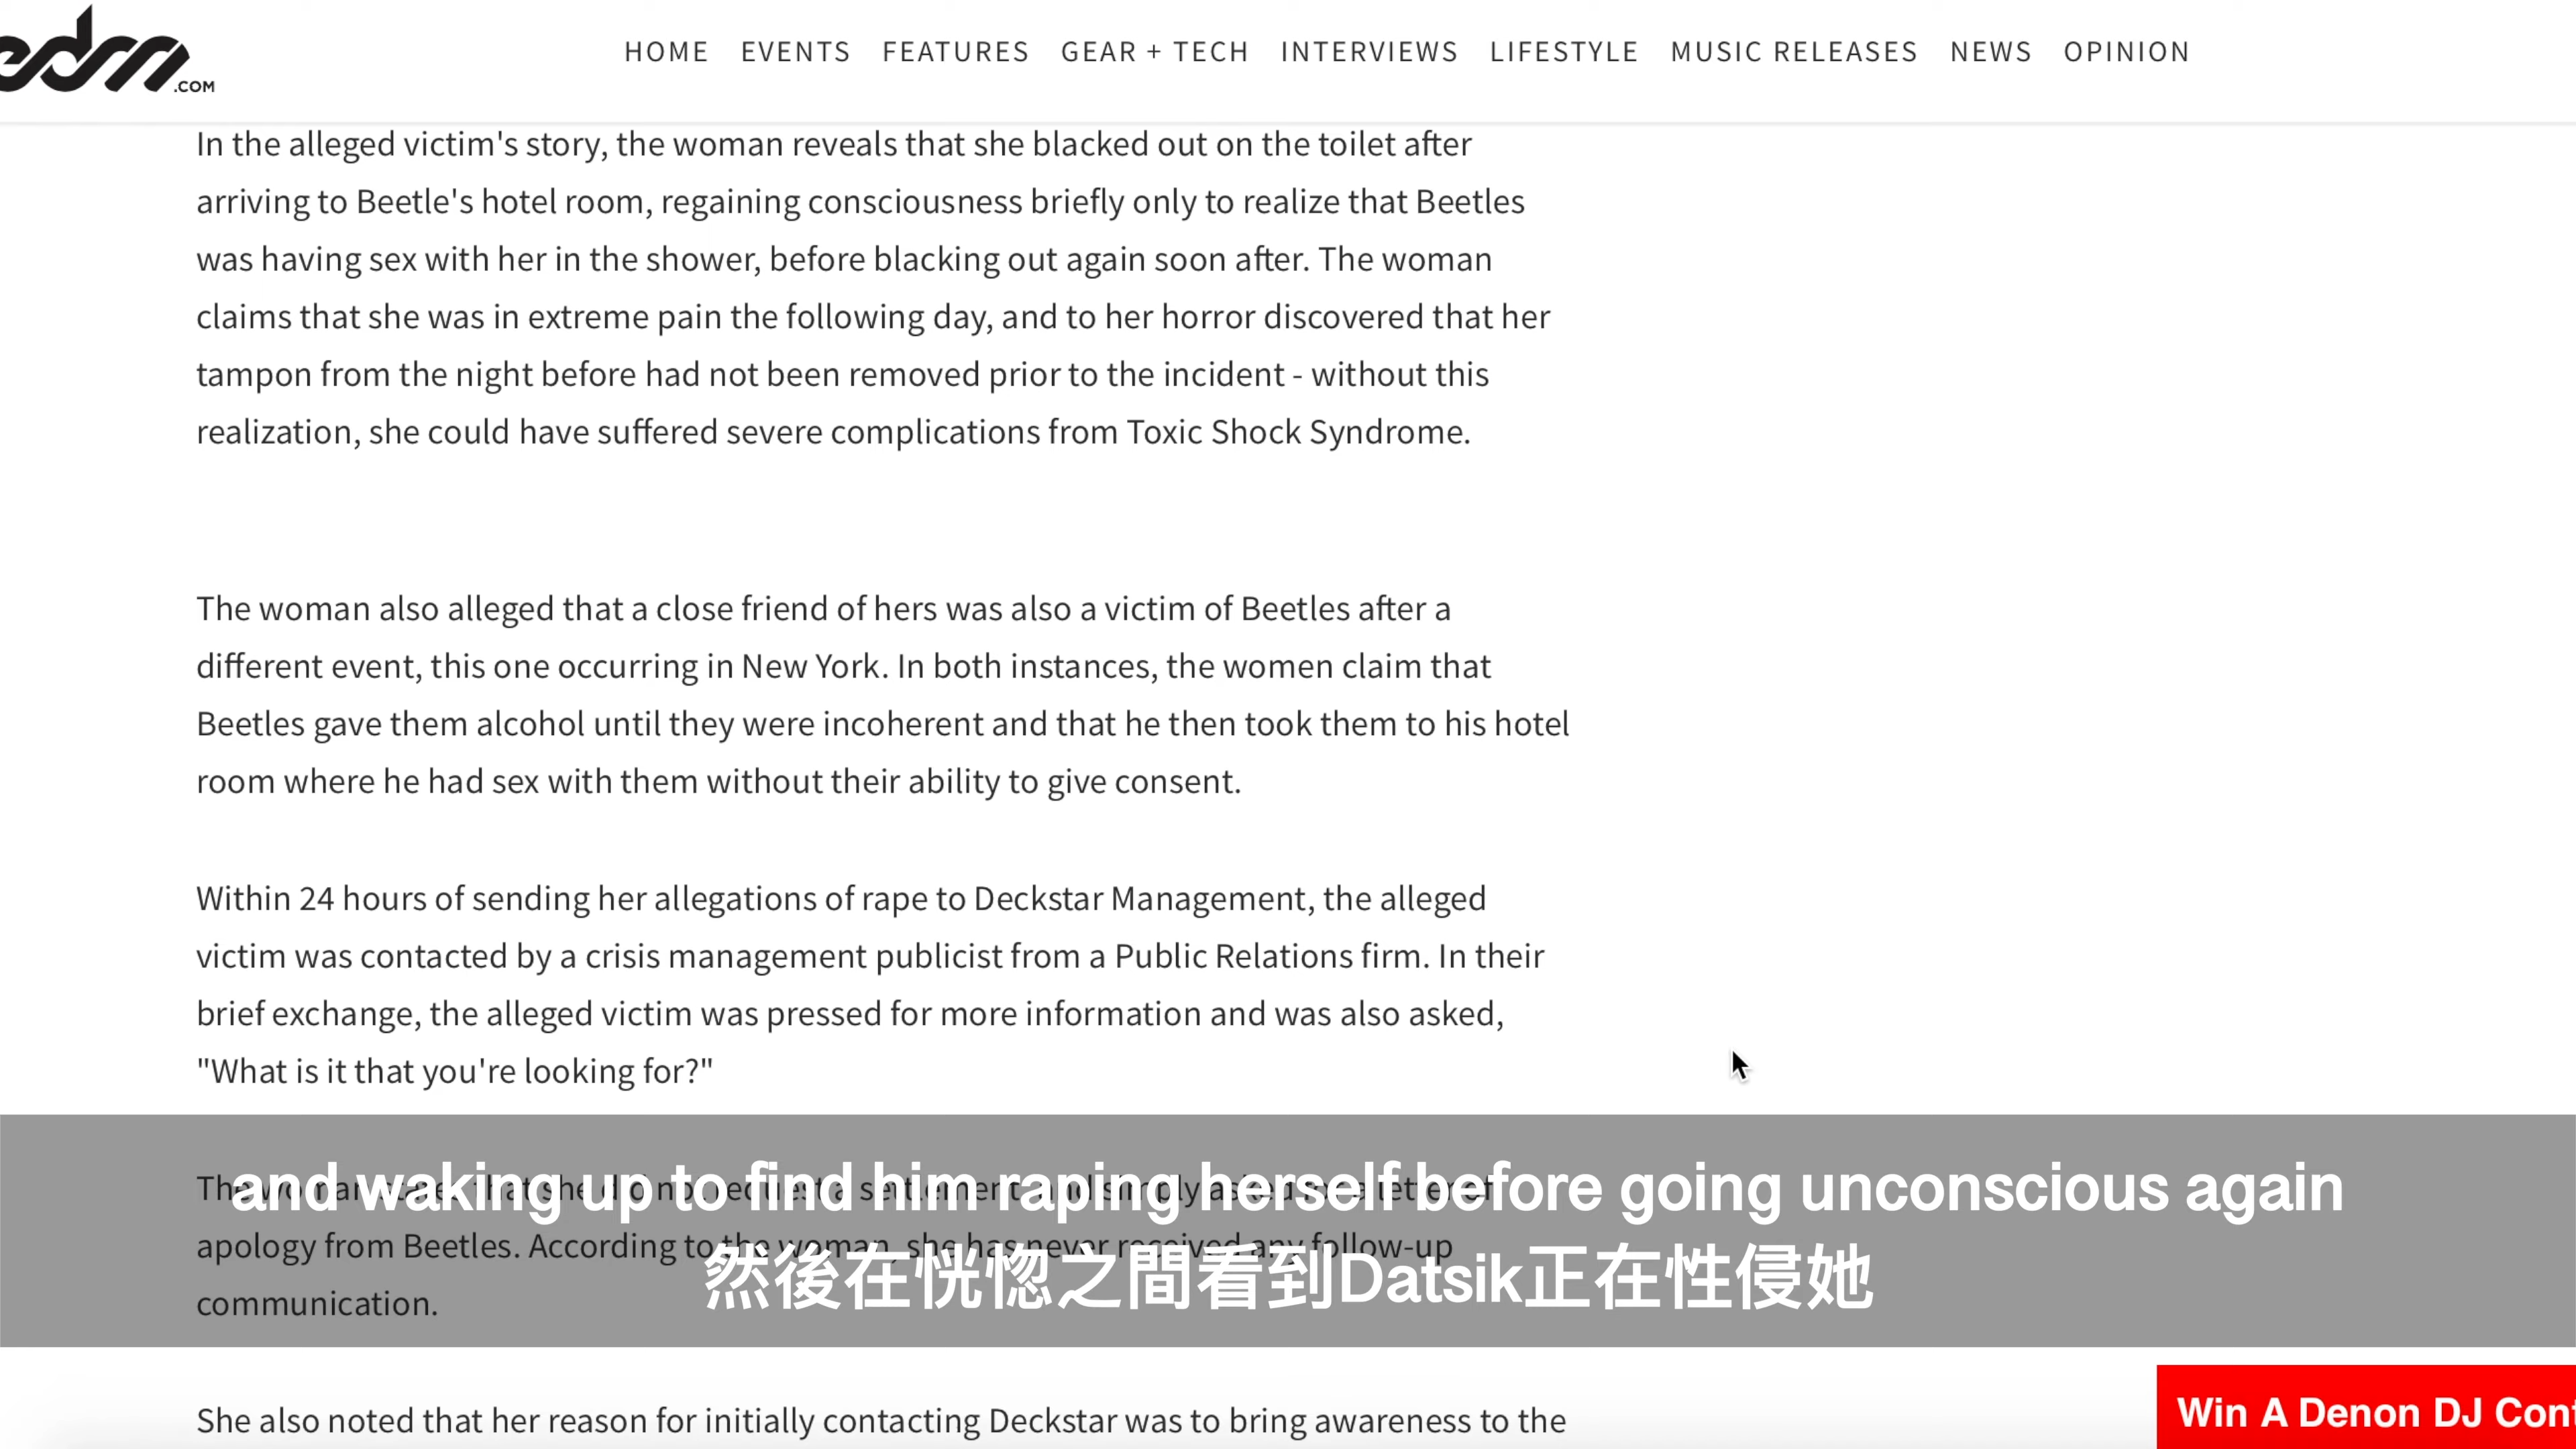 edm
.COM
HOME EVENTS FEATURES GEAR + TECH INTERVIEWS LIFESTYLE MUSIC RELEASES NEWS OPINION
In the alleged victim's story, the woman reveals that she blacked out on the toilet after
arriving to Beetle's hotel room, regaining consciousness briefly only to realize that Beetles
was having sex with her in the shower, before blacking out again soon after. The woman
claims that she was in extreme pain the following day, and to her horror discovered that her
tampon from the night before had not been removed prior to the incident - without this
realization, she could have suffered severe complications from Toxic Shock Syndrome.
The woman also alleged that a close friend of hers was also a victim of Beetles after a
different event, this one occurring in New York. In both instances, the women claim that
Beetles gave them alcohol until they were incoherent and that he then took them to his hotel
room where he had sex with them without their ability to give consent.
Within 24 hours of sending her allegations of rape to Deckstar Management, the alleged
victim was contacted by a crisis management publicist from a Public Relations firm. In their
brief exchange, the alleged victim was pressed for more information and was also asked,
"What is it that you're looking for?"
and waking up to find him raping herself before going unconscious again
apology from Beetles. According to the woman, she has never received any follow-up
然後在恍惚之間看到Datsik正在性侵她
communication.
She also noted that her reason for initially contacting Deckstar was to bring awareness to the
Win A Denon DJ Cont